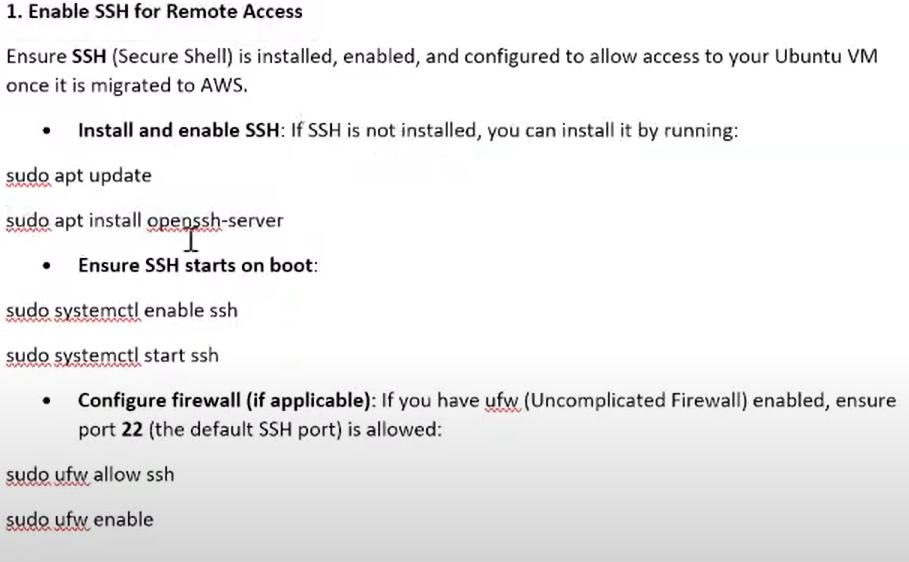 1. Enable SSH for Remote Access
Ensure SSH (Secure Shell) is installed, enabled, and configured to allow access to your Ubuntu VM
once it is migrated to AWS.
• Install and enable SSH: If SSH is not installed, you can install it by running:
sudo apt update
sudo apt install openssh-server
• Ensure SSH starts on boot:
sudo systemctl enable ssh
sudo systemctl start ssh
• Configure firewall (if applicable): If you have ufw (Uncomplicated Firewall) enabled, ensure
port 22 (the default SSH port) is allowed:
sudo ufw allow ssh
sudo ufw enable